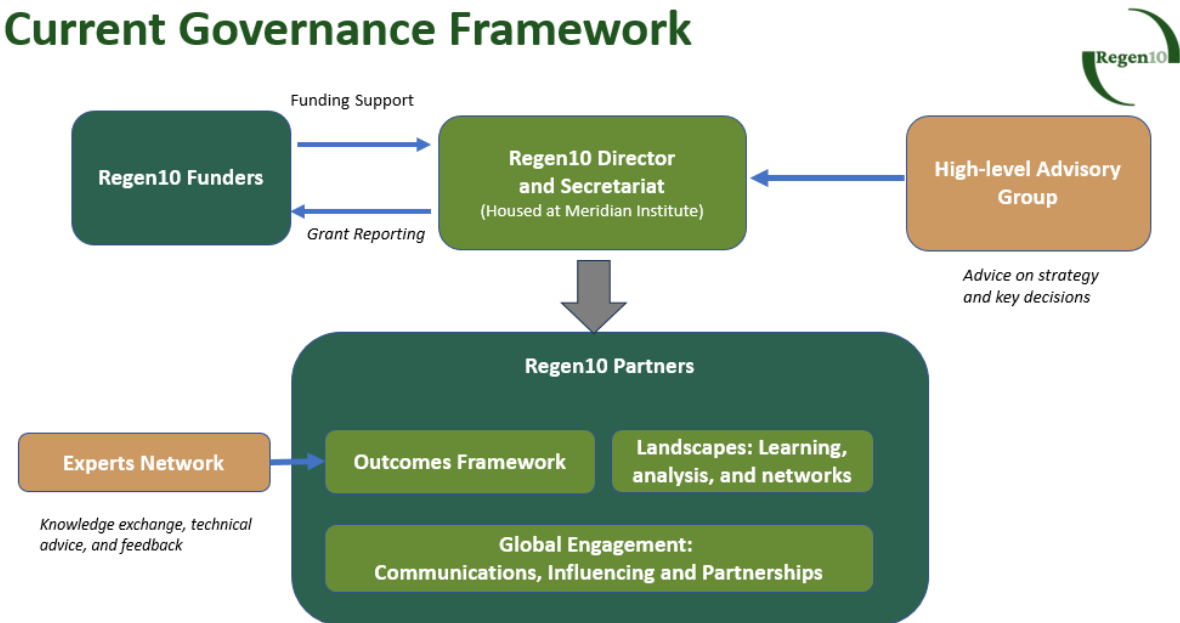 Current Governance Framework
Regen10
Funding Support
Regen10 Funders
Grant Reporting
Regen10 Director
and Secretariat
(Housed at Meridian Institute)
High-level Advisory
Group
Advice on strategy
and key decisions
Regen10 Partners
Experts Network
Knowledge exchange, technical
advice, and feedback
Outcomes Framework
Landscapes: Learning,
analysis, and networks
Global Engagement:
Communications, Influencing and Partnerships